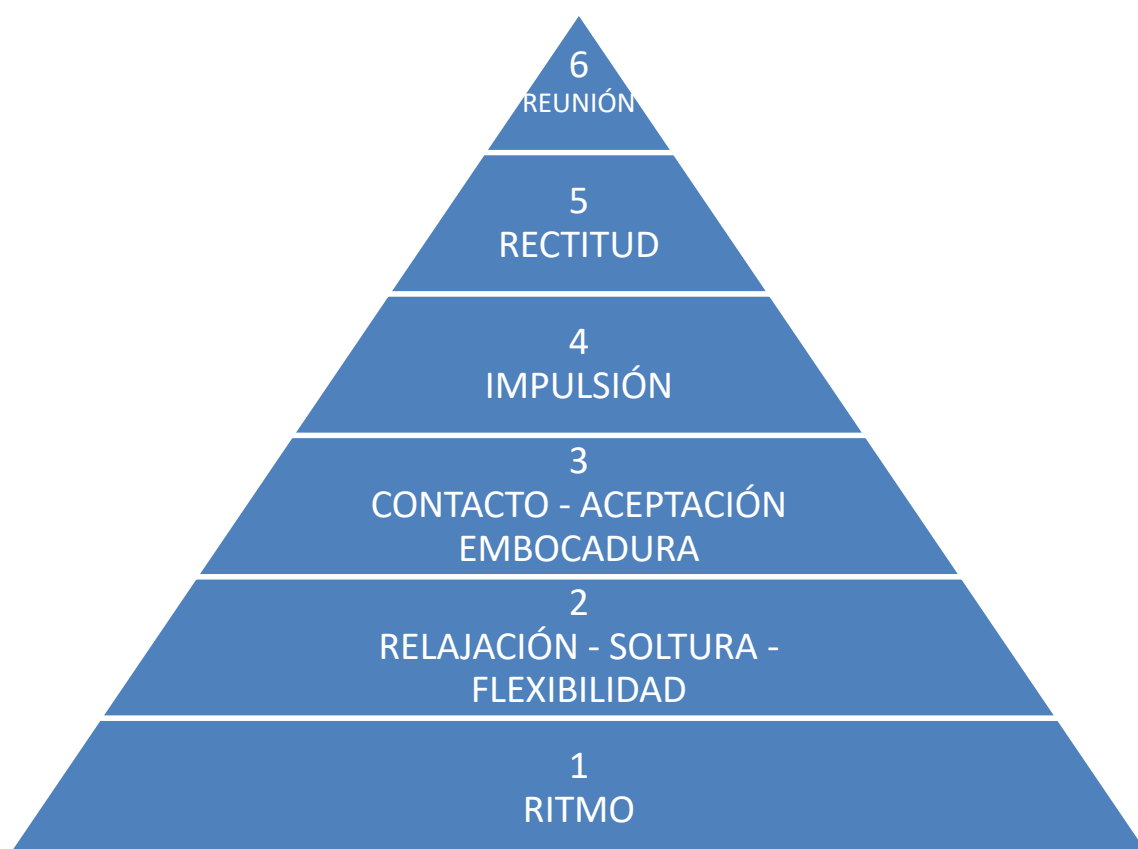 6
REUNIÓN
5
RECTITUD
4
IMPULSIÓN
3
CONTACTO - ACEPTACIÓN
EMBOCADURA
2
RELAJACIÓN - SOLTURA -
FLEXIBILIDAD
1
RITMO